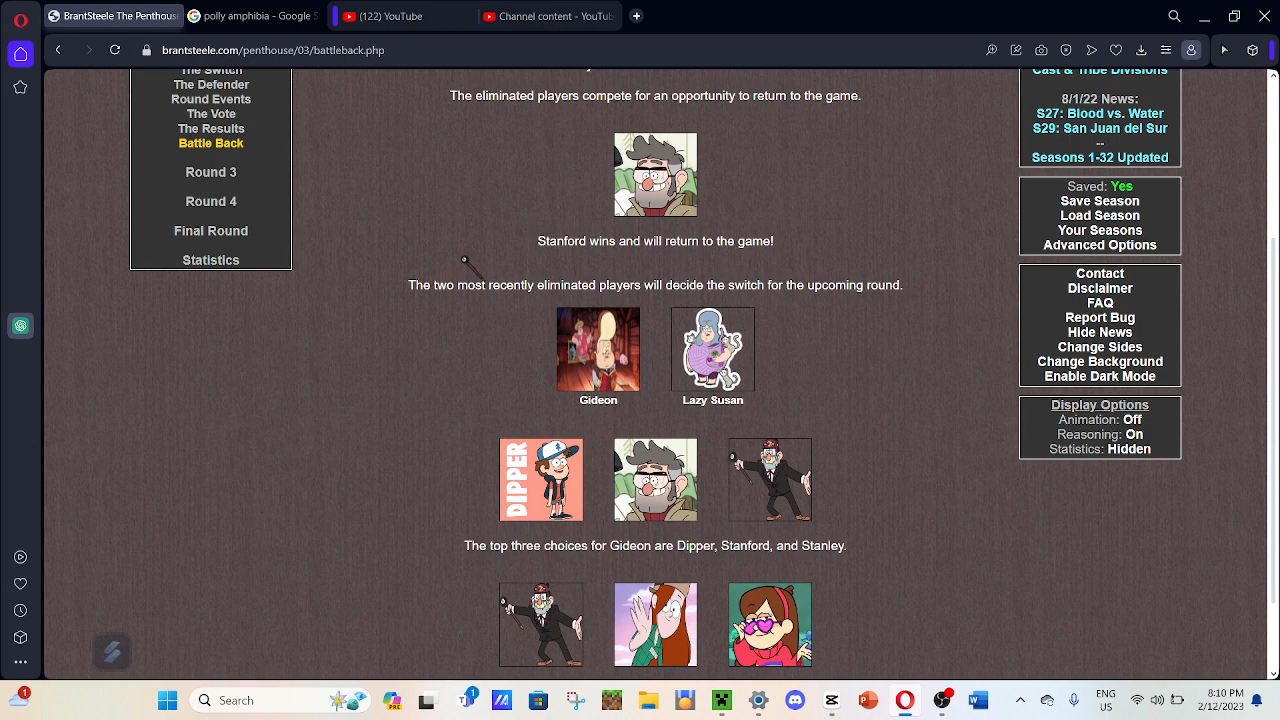 BrantSteele The Penthous
polly amphibia - Google S
(122) YouTube
Channel content - YouTub
brantsteele.com/penthouse/03/battleback.php
The Switch
The Defender
Round Events
The Vote
The Results
Battle Back
Round 3
Round 4
Final Round
Statistics
The eliminated players compete for an opportunity to return to the game.
Stanford wins and will return to the game!
The two most recently eliminated players will decide the switch for the upcoming round.
Gideon
Lazy Susan
DIPPER
The top three choices for Gideon are Dipper, Stanford, and Stanley.
Cast & Tribe Divisions
8/1/22 News:
S27: Blood vs. Water
S29: San Juan del Sur
--
Seasons 1-32 Updated
Saved: Yes
Save Season
Load Season
Your Seasons
Advanced Options
Contact
Disclaimer
FAQ
Report Bug
Hide News
Change Sides
Change Background
Enable Dark Mode
Display Options
Animation: Off
Reasoning: On
Statistics: Hidden
1
Search
1
ENG
QWERTY
8:10 PM
2/12/2023